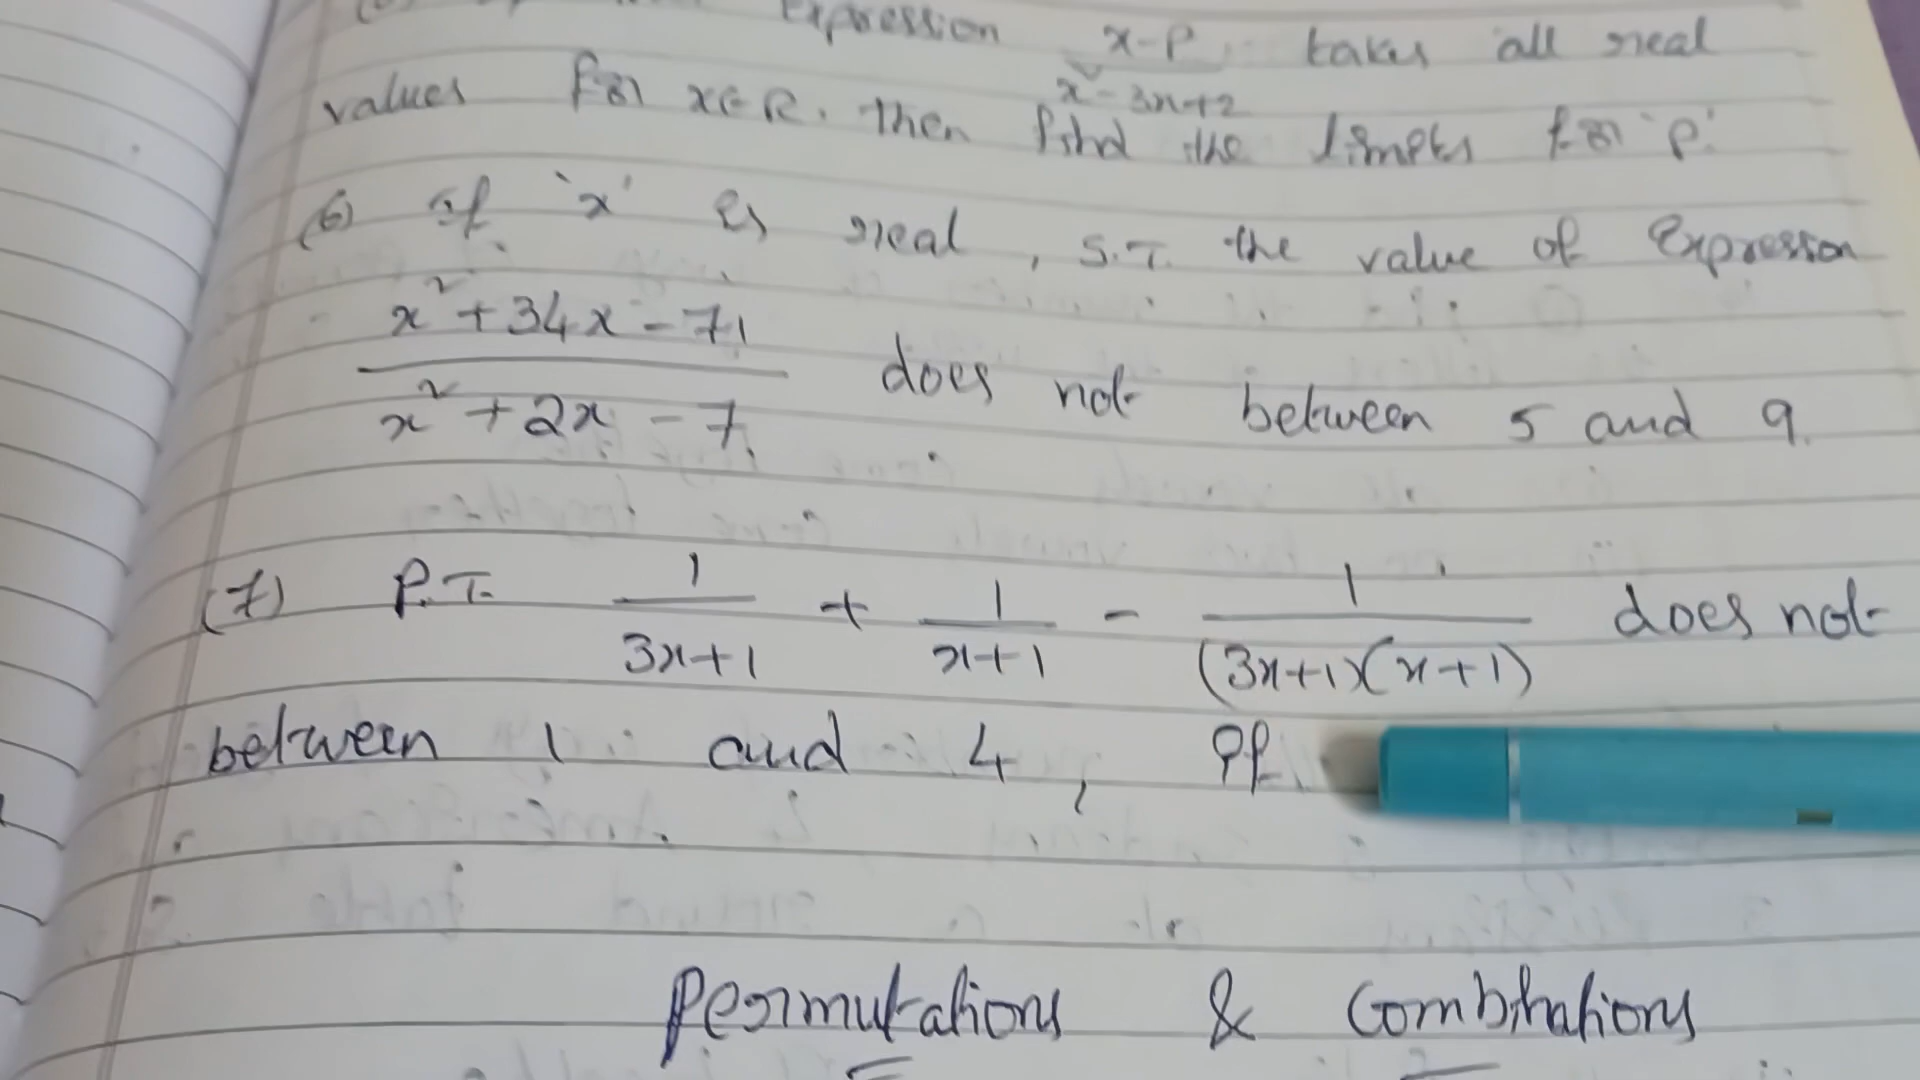 Expression x-p / x²-3x+2 takes all real
values for x∈R. then find the limits for 'p'.
(6) If 'x' is real, S.T. the value of Expression
x²+34x-71 / x²+2x-7 does not between 5 and 9.
(7) P.T. 1/3x+1 + 1/x+1 - 1/(3x+1)(x+1) does not
between 1 and 4, if
Permutations & Combinations